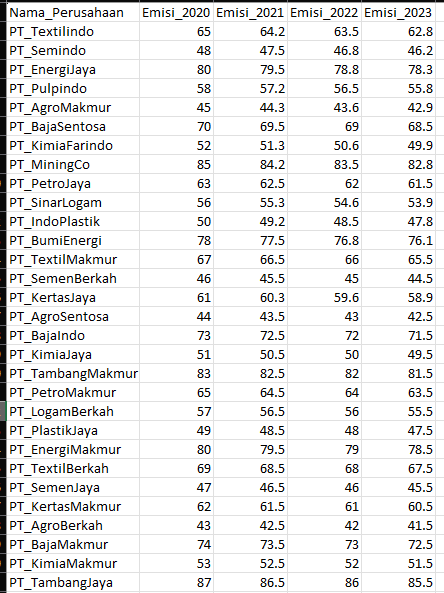 Nama_Perusahaan Emisi_2020 Emisi_2021 Emisi_2022 Emisi_2023
PT_Textilindo 65 64.2 63.5 62.8
PT_Semindo 48 47.5 46.8 46.2
PT_EnergiJaya 80 79.5 78.8 78.3
PT_Pulpindo 58 57.2 56.5 55.8
PT_AgroMakmur 45 44.3 43.6 42.9
PT_BajaSentosa 70 69.5 69 68.5
PT_KimiaFarindo 52 51.3 50.6 49.9
PT_MiningCo 85 84.2 83.5 82.8
PT_PetroJaya 63 62.5 62 61.5
PT_SinarLogam 56 55.3 54.6 53.9
PT_IndoPlastik 50 49.2 48.5 47.8
PT_BumiEnergi 78 77.5 76.8 76.1
PT_TextilMakmur 67 66.5 66 65.5
PT_SemenBerkah 46 45.5 45 44.5
PT_KertasJaya 61 60.3 59.6 58.9
PT_AgroSentosa 44 43.5 43 42.5
PT_BajaIndo 73 72.5 72 71.5
PT_KimiaJaya 51 50.5 50 49.5
PT_TambangMakmur 83 82.5 82 81.5
PT_PetroMakmur 65 64.5 64 63.5
PT_LogamBerkah 57 56.5 56 55.5
PT_PlastikJaya 49 48.5 48 47.5
PT_EnergiMakmur 80 79.5 79 78.5
PT_TextilBerkah 69 68.5 68 67.5
PT_SemenJaya 47 46.5 46 45.5
PT_KertasMakmur 62 61.5 61 60.5
PT_AgroBerkah 43 42.5 42 41.5
PT_BajaMakmur 74 73.5 73 72.5
PT_KimiaMakmur 53 52.5 52 51.5
PT_TambangJaya 87 86.5 86 85.5